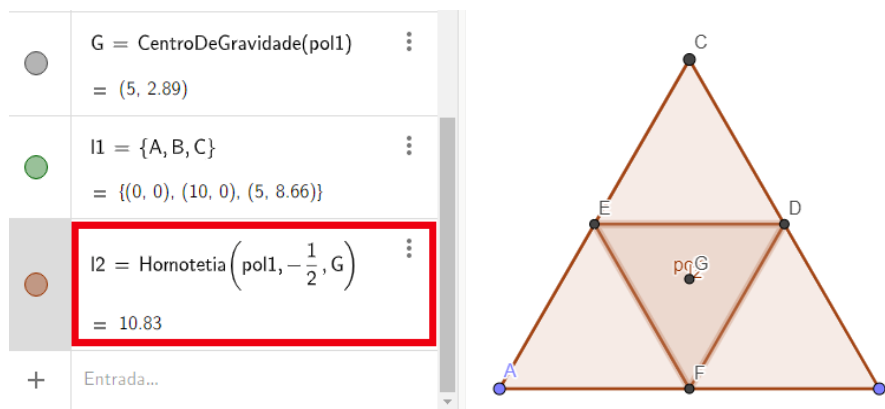 G = CentroDeGravidade(pol1)
= (5, 2.89)
l1 = {A, B, C}
= {(0, 0), (10, 0), (5, 8.66)}
l2 = Homotetia(pol1, −1/2, G)
= 10.83
+ Entrada...
C
E D
G
A F